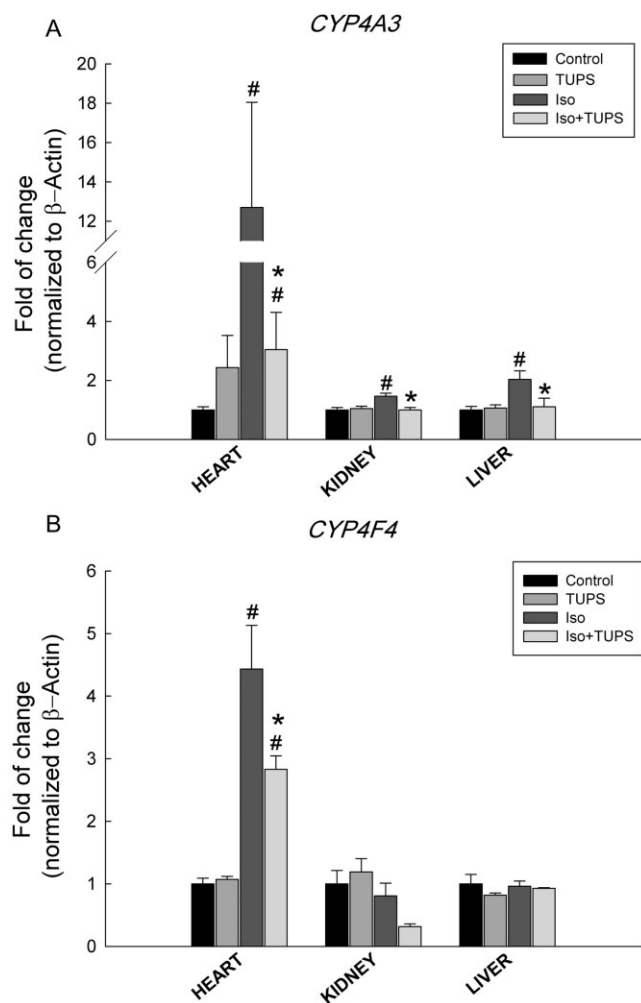 A
CYP4A3
Control
TUPS
Iso
Iso+TUPS
Fold of change
(normalized to β−Actin)
20
18
16
14
12
6
4
2
0
#
*
#
#
*
#
*
HEART
KIDNEY
LIVER
B
CYP4F4
Control
TUPS
Iso
Iso+TUPS
Fold of change
(normalized to β−Actin)
6
5
4
3
2
1
0
#
*
#
HEART
KIDNEY
LIVER